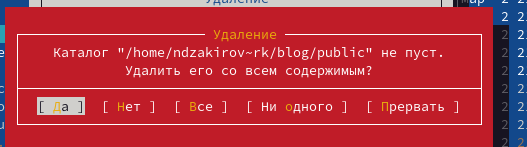 Удаление
Удаление
Каталог "/home/ndzakirov~rk/blog/public" не пуст.
Удалить его со всем содержимым?
[ Да ] [ Нет ] [ Все ] [ Ни одного ] [ Прервать ]